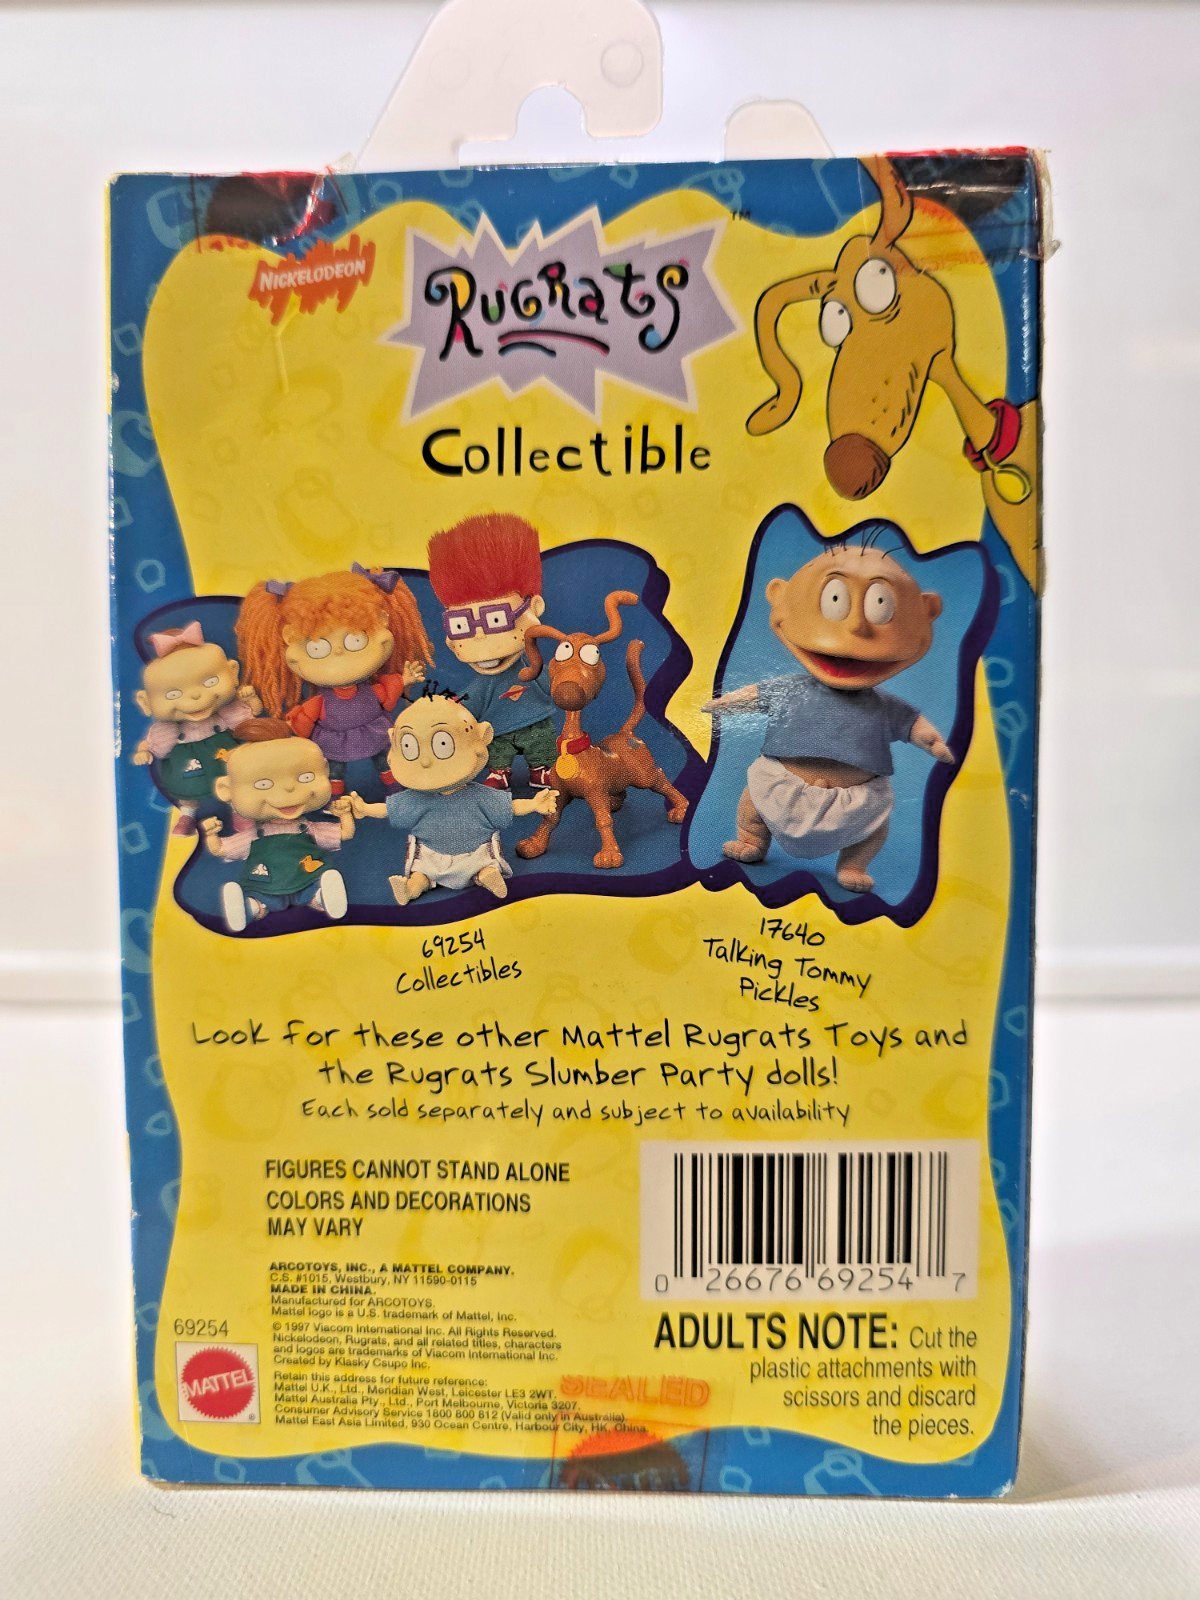 NICKELODEON
RUGRATS
TM
Collectible
69254
Collectibles
17640
Talking Tommy
Pickles
Look for these other Mattel Rugrats Toys and
the Rugrats Slumber Party dolls!
Each sold separately and subject to availability
FIGURES CANNOT STAND ALONE
COLORS AND DECORATIONS
MAY VARY
ARCOTOYS, INC., A MATTEL COMPANY.
C.S. #1015, Westbury, NY 11590-0115
MADE IN CHINA.
Manufactured for ARCOTOYS.
Mattel logo is a U.S. trademark of Mattel, Inc.
© 1997 Viacom International Inc. All Rights Reserved.
Nickelodeon, Rugrats, and all related titles, characters
and logos are trademarks of Viacom International Inc.
Created by Klasky Csupo Inc.
Retain this address for future reference:
Mattel U.K., Ltd., Meridian West, Leicester LE3 2WT.
Mattel Australia Pty., Ltd., Port Melbourne, Victoria 3207.
Consumer Advisory Service 1800 800 812 (Valid only in Australia).
Mattel East Asia Limited, 930 Ocean Centre, Harbour City, HK, China.
69254
MATTEL
®
SEALED
0 26676 69254 7
ADULTS NOTE: Cut the
plastic attachments with
scissors and discard
the pieces.